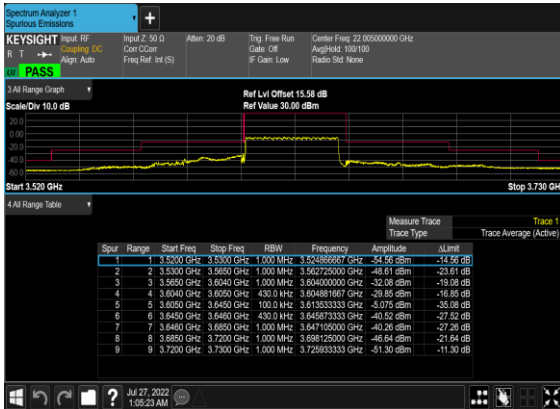 Spectrum Analyzer 1
Spurious Emissions
+
KEYSIGHT Input: RF Input Z: 50 Ω Atten: 20 dB Trig: Free Run Center Freq: 22.005000000 GHz
R T Coupling: DC Corr CCorr Gate: Off Avg|Hold: 100/100
Align: Auto Freq Ref: Int (S) IF Gain: Low Radio Std: None
PASS
3 All Range Graph
Ref Lvl Offset 15.58 dB
Scale/Div 10.0 dB Ref Value 30.00 dBm
20.0
0.00
-20.0
-40.0
-60.0
Start 3.520 GHz Stop 3.730 GH
4 All Range Table
Measure Trace Trace 1
Trace Type Trace Average (Active)
Spur Range Start Freq Stop Freq RBW Frequency Amplitude ΔLimit
1 1 3.5200 GHz 3.5300 GHz 1.000 MHz 3.524866667 GHz -54.56 dBm -14.56 dB
2 2 3.5300 GHz 3.5650 GHz 1.000 MHz 3.562725000 GHz -48.61 dBm -23.61 dB
3 3 3.5650 GHz 3.6040 GHz 1.000 MHz 3.604000000 GHz -32.08 dBm -19.08 dB
4 4 3.6040 GHz 3.6050 GHz 430.0 kHz 3.604881667 GHz -29.85 dBm -16.85 dB
5 5 3.6050 GHz 3.6450 GHz 100.0 kHz 3.613533333 GHz -5.075 dBm -35.08 dB
6 6 3.6450 GHz 3.6460 GHz 430.0 kHz 3.645873333 GHz -40.52 dBm -27.52 dB
7 7 3.6460 GHz 3.6850 GHz 1.000 MHz 3.647105000 GHz -40.26 dBm -27.26 dB
8 8 3.6850 GHz 3.7200 GHz 1.000 MHz 3.698125000 GHz -46.64 dBm -21.64 dB
9 9 3.7200 GHz 3.7300 GHz 1.000 MHz 3.725933333 GHz -51.30 dBm -11.30 dB
? Jul 27, 2022
1:05:23 AM